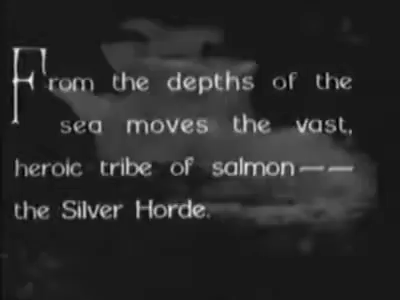 From the depths of the
sea moves the vast,
heroic tribe of salmon——
the Silver Horde.